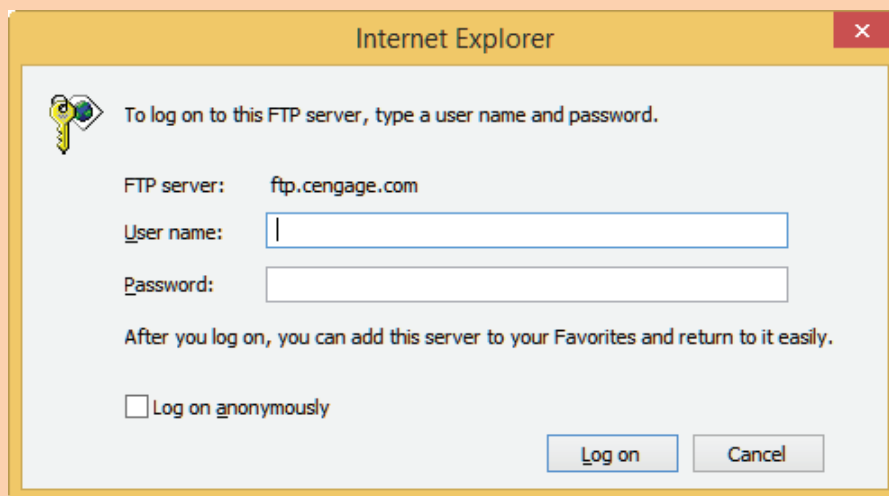 Internet Explorer
To log on to this FTP server, type a user name and password.
FTP server: ftp.cengage.com
User name:
Password:
After you log on, you can add this server to your Favorites and return to it easily.
Log on anonymously
Log on Cancel